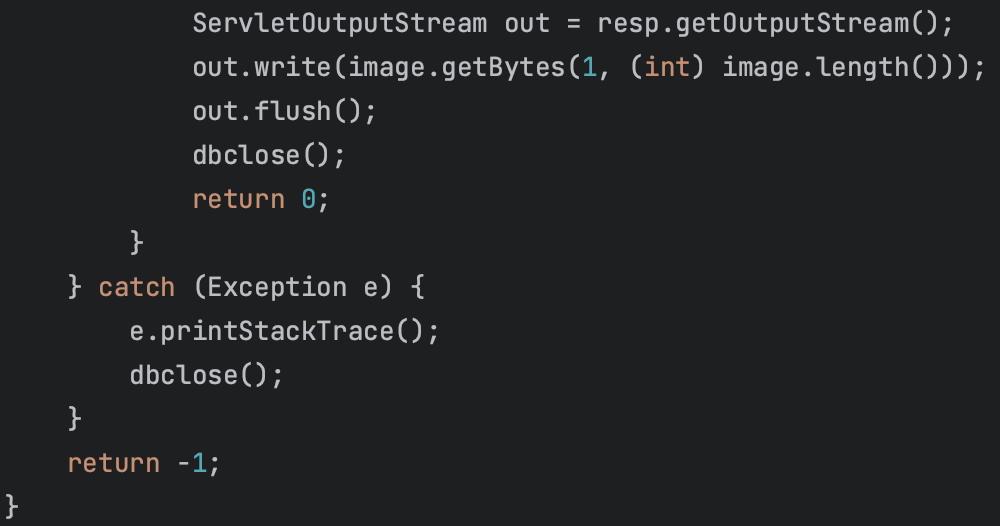 ServletOutputStream out = resp.getOutputStream();
out.write(image.getBytes(1, (int) image.length()));
out.flush();
dbclose();
return 0;
}
} catch (Exception e) {
e.printStackTrace();
dbclose();
}
return -1;
}